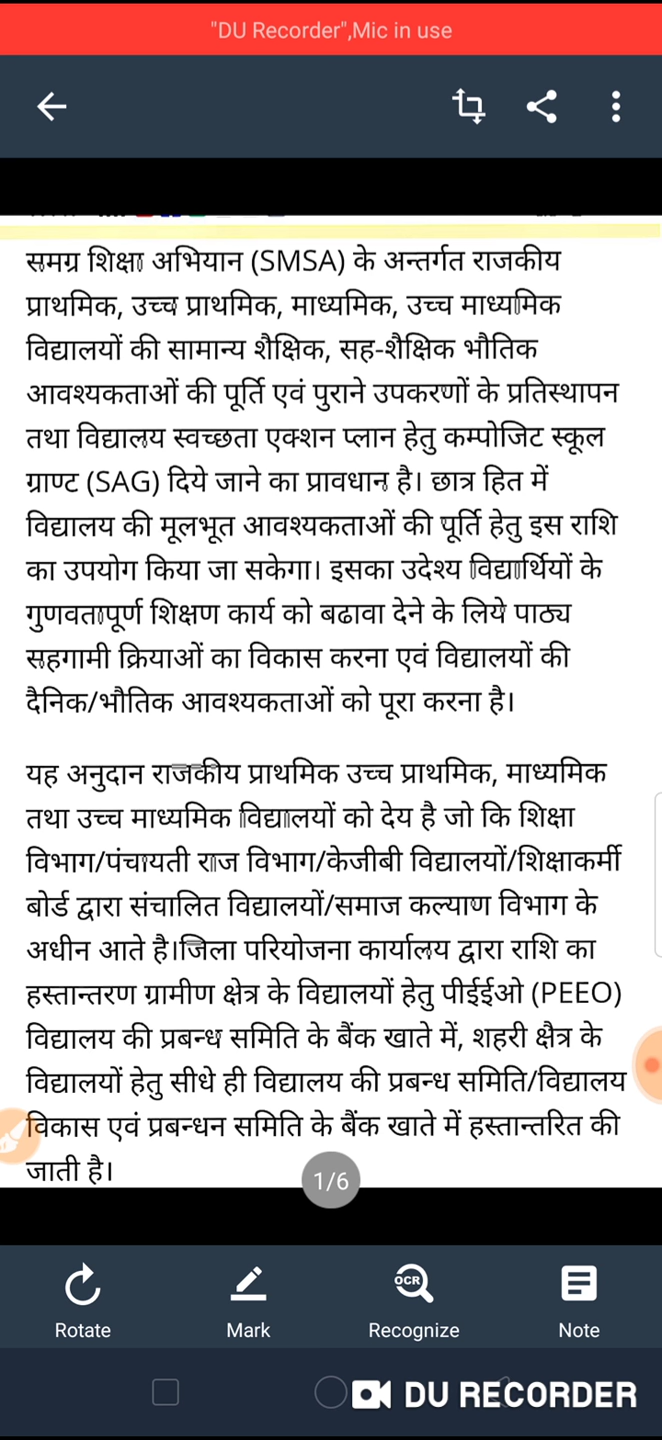 "DU Recorder",Mic in use
समग्र शिक्षा अभियान (SMSA) के अन्तर्गत राजकीय
प्राथमिक, उच्च प्राथमिक, माध्यमिक, उच्च माध्यमिक
विद्यालयों की सामान्य शैक्षिक, सह-शैक्षिक भौतिक
आवश्यकताओं की पूर्ति एवं पुराने उपकरणों के प्रतिस्थापन
तथा विद्यालय स्वच्छता एक्शन प्लान हेतु कम्पोजिट स्कूल
ग्राण्ट (SAG) दिये जाने का प्रावधान है। छात्र हित में
विद्यालय की मूलभूत आवश्यकताओं की पूर्ति हेतु इस राशि
का उपयोग किया जा सकेगा। इसका उदेश्य विद्यार्थियों के
गुणवतापूर्ण शिक्षण कार्य को बढावा देने के लिये पाठ्य
सहगामी क्रियाओं का विकास करना एवं विद्यालयों की
दैनिक/भौतिक आवश्यकताओं को पूरा करना है।
यह अनुदान राजकीय प्राथमिक उच्च प्राथमिक, माध्यमिक
तथा उच्च माध्यमिक विद्यालयों को देय है जो कि शिक्षा
विभाग/पंचायती राज विभाग/केजीबी विद्यालयों/शिक्षाकर्मी
बोर्ड द्वारा संचालित विद्यालयों/समाज कल्याण विभाग के
अधीन आते है।जिला परियोजना कार्यालय द्वारा राशि का
हस्तान्तरण ग्रामीण क्षेत्र के विद्यालयों हेतु पीईईओ (PEEO)
विद्यालय की प्रबन्ध समिति के बैंक खाते में, शहरी क्षैत्र के
विद्यालयों हेतु सीधे ही विद्यालय की प्रबन्ध समिति/विद्यालय
विकास एवं प्रबन्धन समिति के बैंक खाते में हस्तान्तरित की
जाती है।
1/6
OCR
Rotate Mark Recognize Note
DU RECORDER